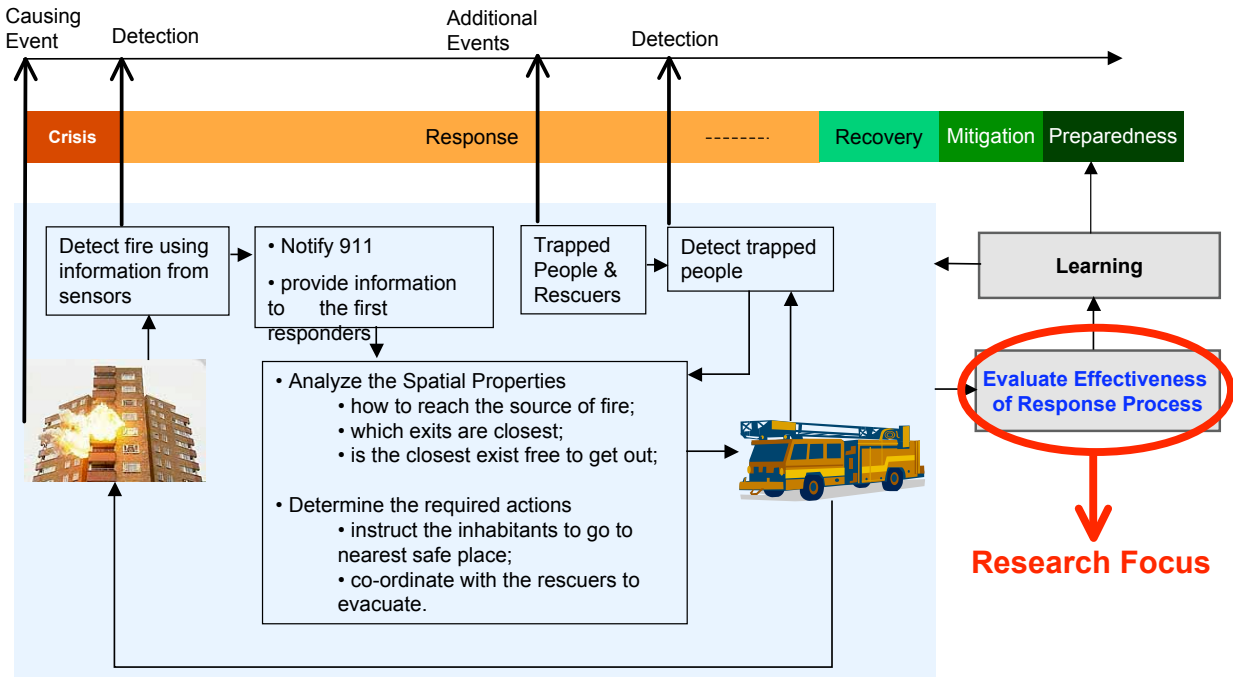 Causing
Event
Detection
Additional
Events
Detection
Crisis
Response
--------
Recovery
Mitigation
Preparedness
Detect fire using
information from
sensors
• Notify 911
• provide information
to the first
responders
Trapped
People &
Rescuers
Detect trapped
people
Learning
• Analyze the Spatial Properties
• how to reach the source of fire;
• which exits are closest;
• is the closest exist free to get out;
• Determine the required actions
• instruct the inhabitants to go to
nearest safe place;
• co-ordinate with the rescuers to
evacuate.
Evaluate Effectiveness
of Response Process
Research Focus